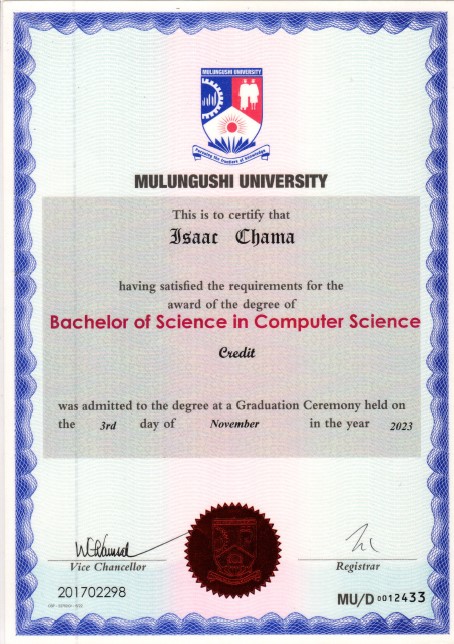 MULUNGUSHI UNIVERSITY
Pursuing the Frontiers of Knowledge
MULUNGUSHI UNIVERSITY
This is to certify that
Isaac Chama
having satisfied the requirements for the
award of the degree of
Bachelor of Science in Computer Science
Credit
was admitted to the degree at a Graduation Ceremony held on
the 3rd day of November in the year 2023
Vice Chancellor
Registrar
201702298
MU/D 0012433